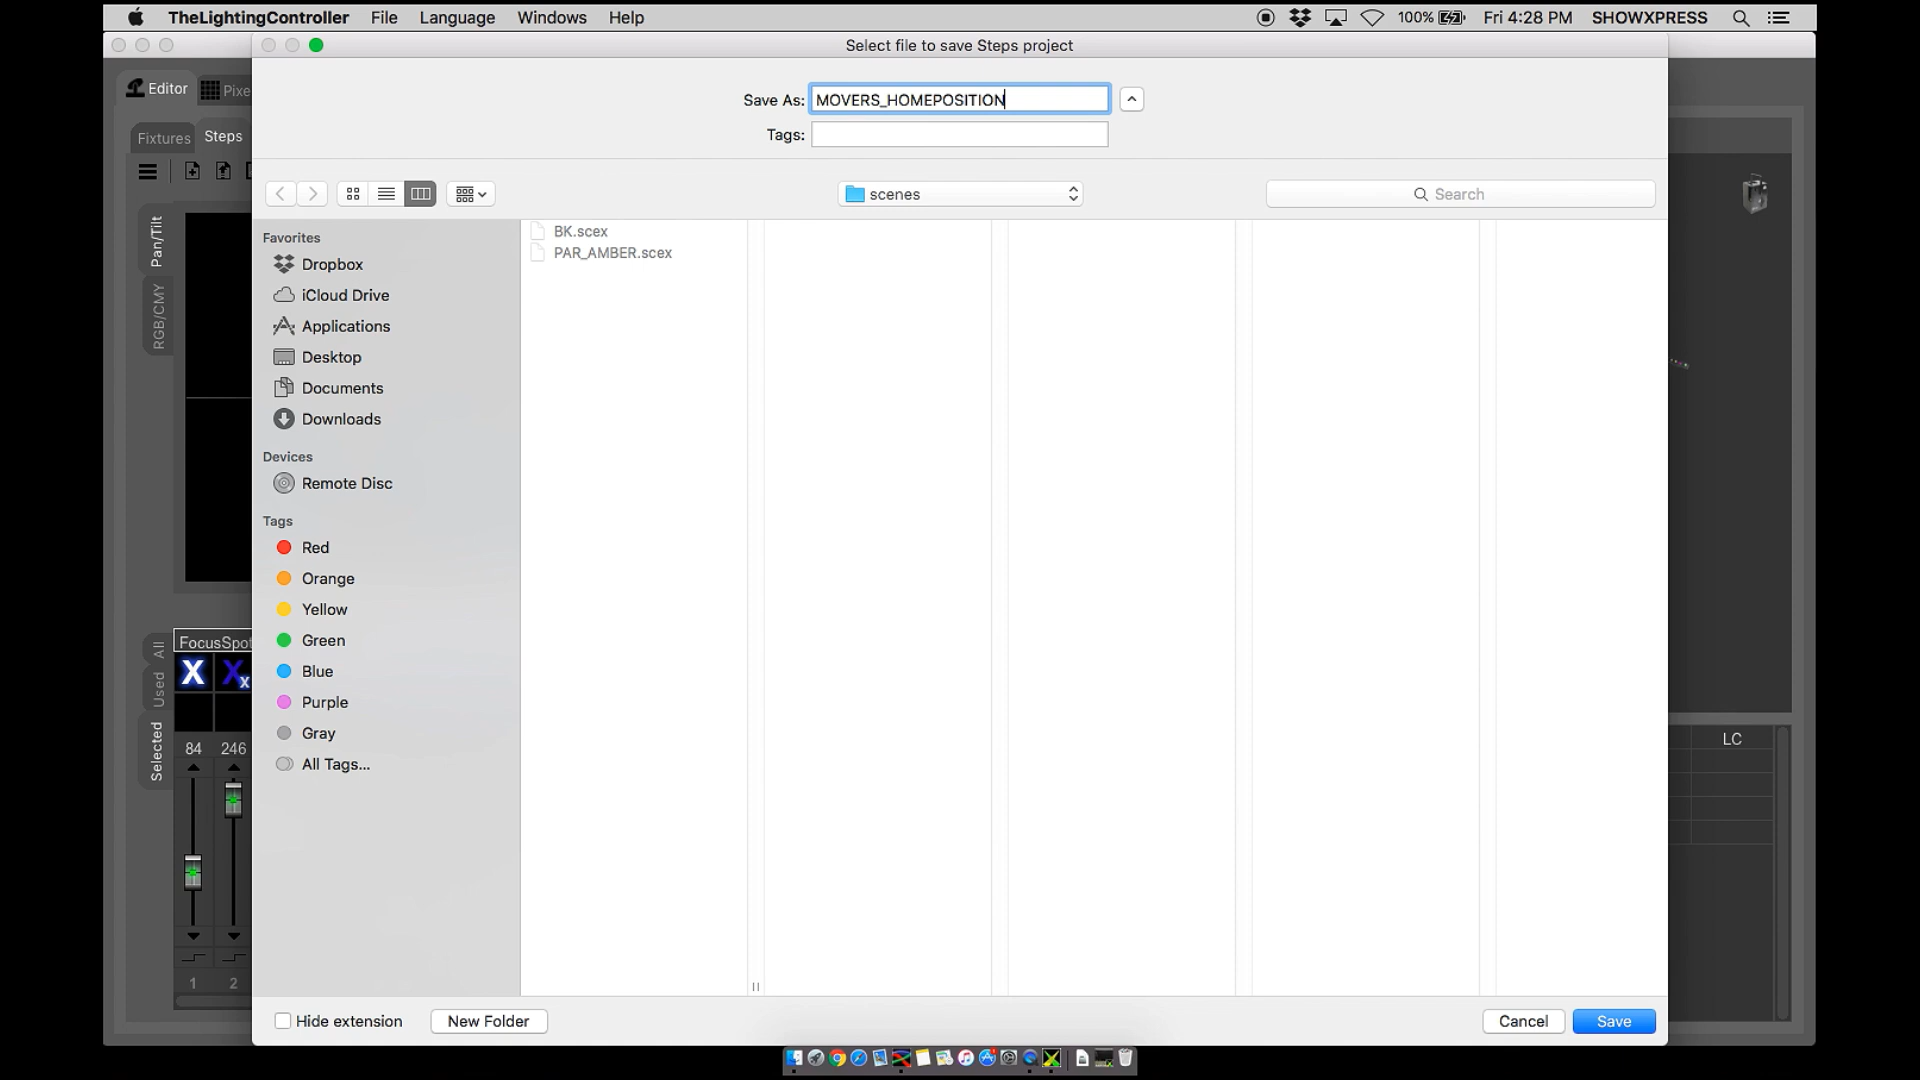 TheLightingController File Language Windows Help 100% Fri 4:28 PM SHOWXPRESS
Select file to save Steps project
Editor Pixe
Save As: MOVERS_HOMEPOSITION
Tags:
Fixtures Steps
scenes
Search
Pan/Tilt
RGB/CMY
Favorites
Dropbox
iCloud Drive
Applications
Desktop
Documents
Downloads
Devices
Remote Disc
Tags
Red
Orange
Yellow
Green
Blue
Purple
Gray
All Tags...
BK.scex
PAR_AMBER.scex
All
Used
Selected
FocusSpot
X Xx
84 246
1 2
LC
Hide extension New Folder Cancel Save